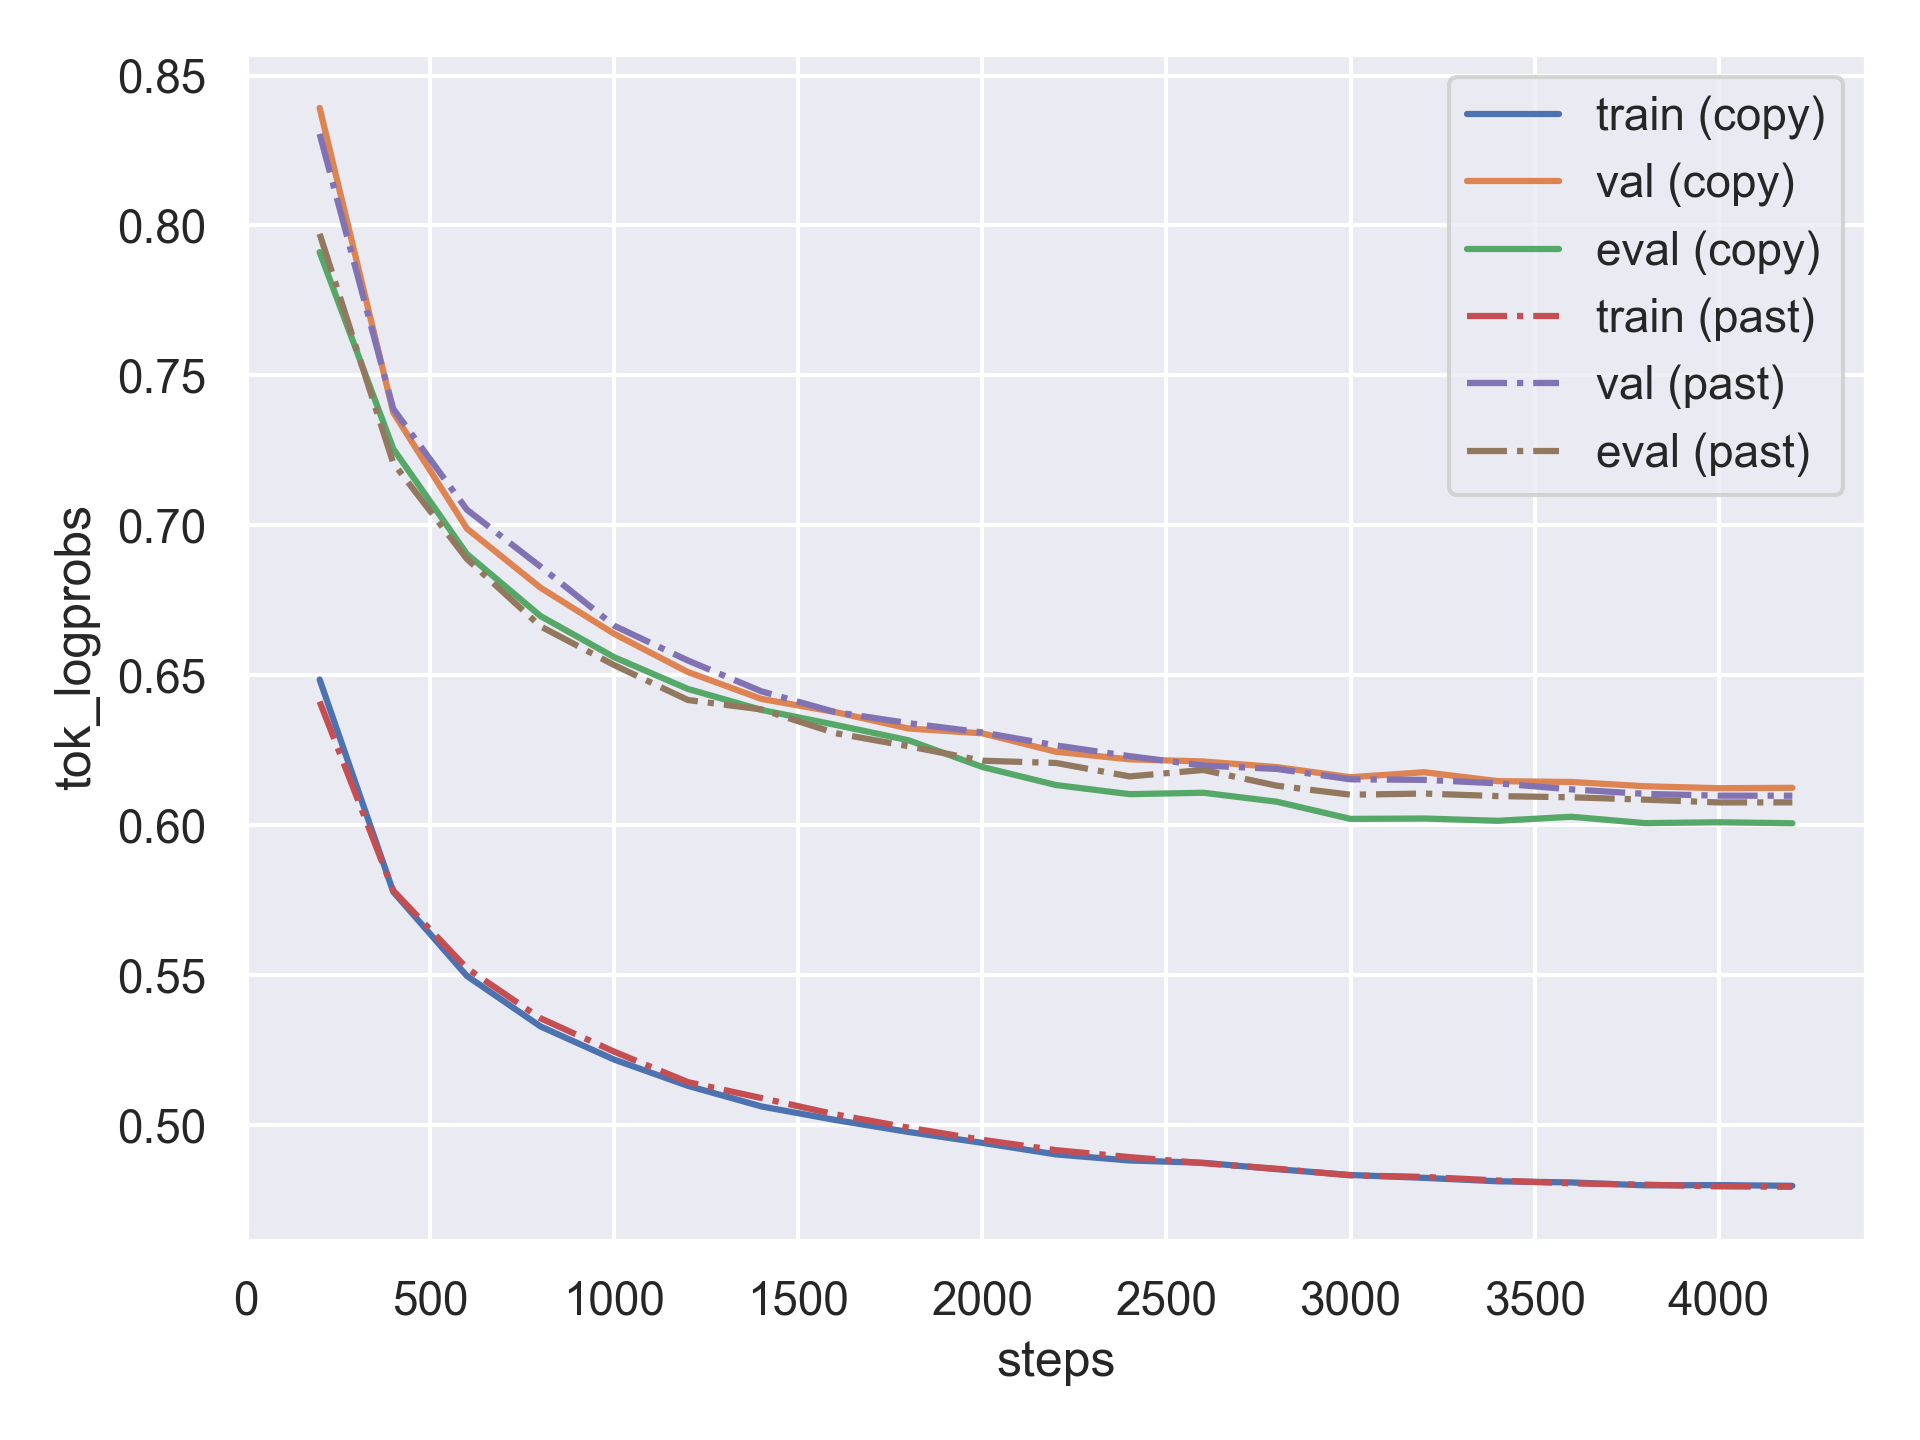 0.85
0.80
0.75
0.70
0.65
0.60
0.55
0.50
tok_logprobs
0 500 1000 1500 2000 2500 3000 3500 4000
steps
train (copy)
val (copy)
eval (copy)
train (past)
val (past)
eval (past)